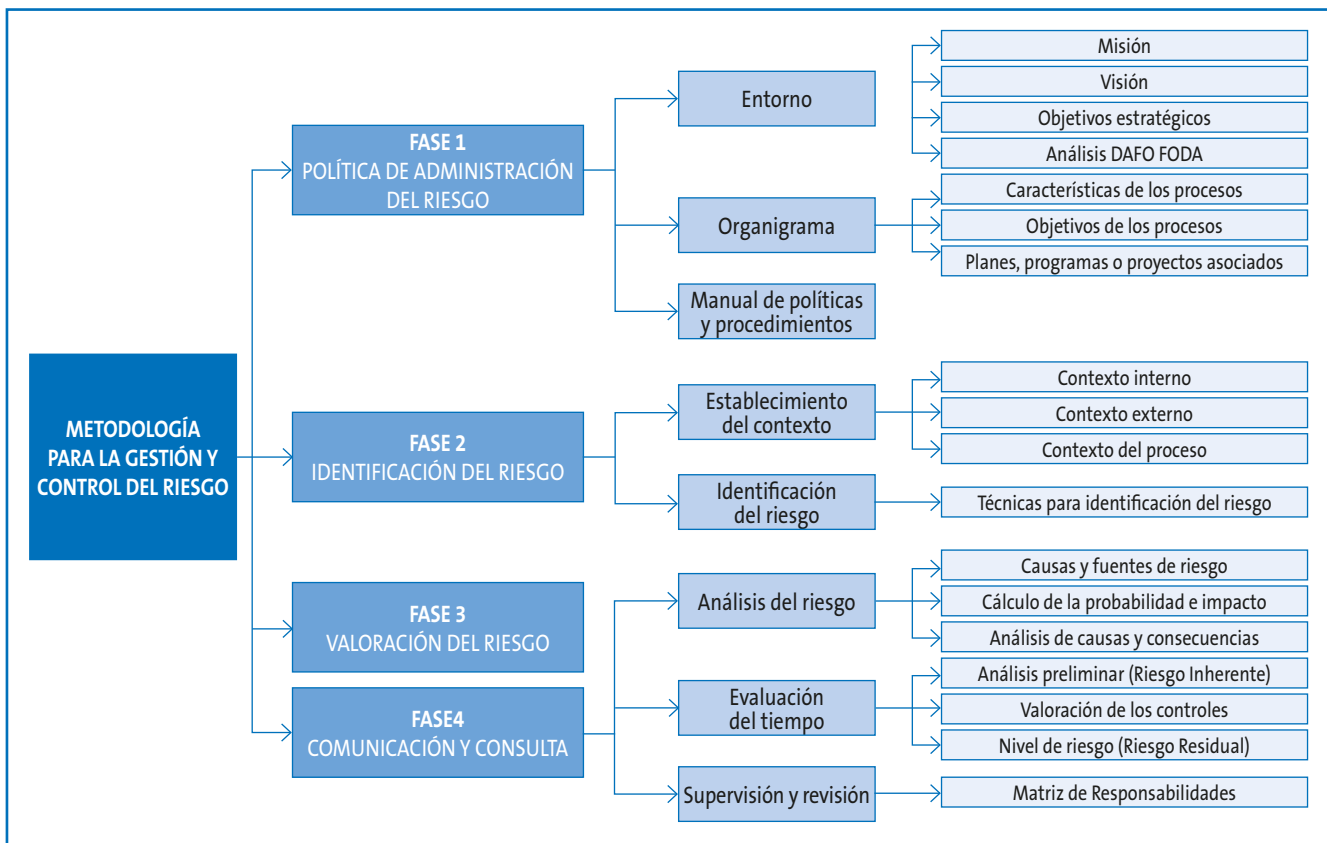 METODOLOGÍA
PARA LA GESTIÓN Y
CONTROL DEL RIESGO
FASE 1
POLÍTICA DE ADMINISTRACIÓN
DEL RIESGO
Entorno
Misión
Visión
Objetivos estratégicos
Análisis DAFO FODA
Organigrama
Características de los procesos
Objetivos de los procesos
Planes, programas o proyectos asociados
Manual de políticas
y procedimientos
FASE 2
IDENTIFICACIÓN DEL RIESGO
Establecimiento
del contexto
Contexto interno
Contexto externo
Contexto del proceso
Identificación
del riesgo
Técnicas para identificación del riesgo
FASE 3
VALORACIÓN DEL RIESGO
FASE4
COMUNICACIÓN Y CONSULTA
Análisis del riesgo
Causas y fuentes de riesgo
Cálculo de la probabilidad e impacto
Análisis de causas y consecuencias
Evaluación
del tiempo
Análisis preliminar (Riesgo Inherente)
Valoración de los controles
Nivel de riesgo (Riesgo Residual)
Supervisión y revisión
Matriz de Responsabilidades